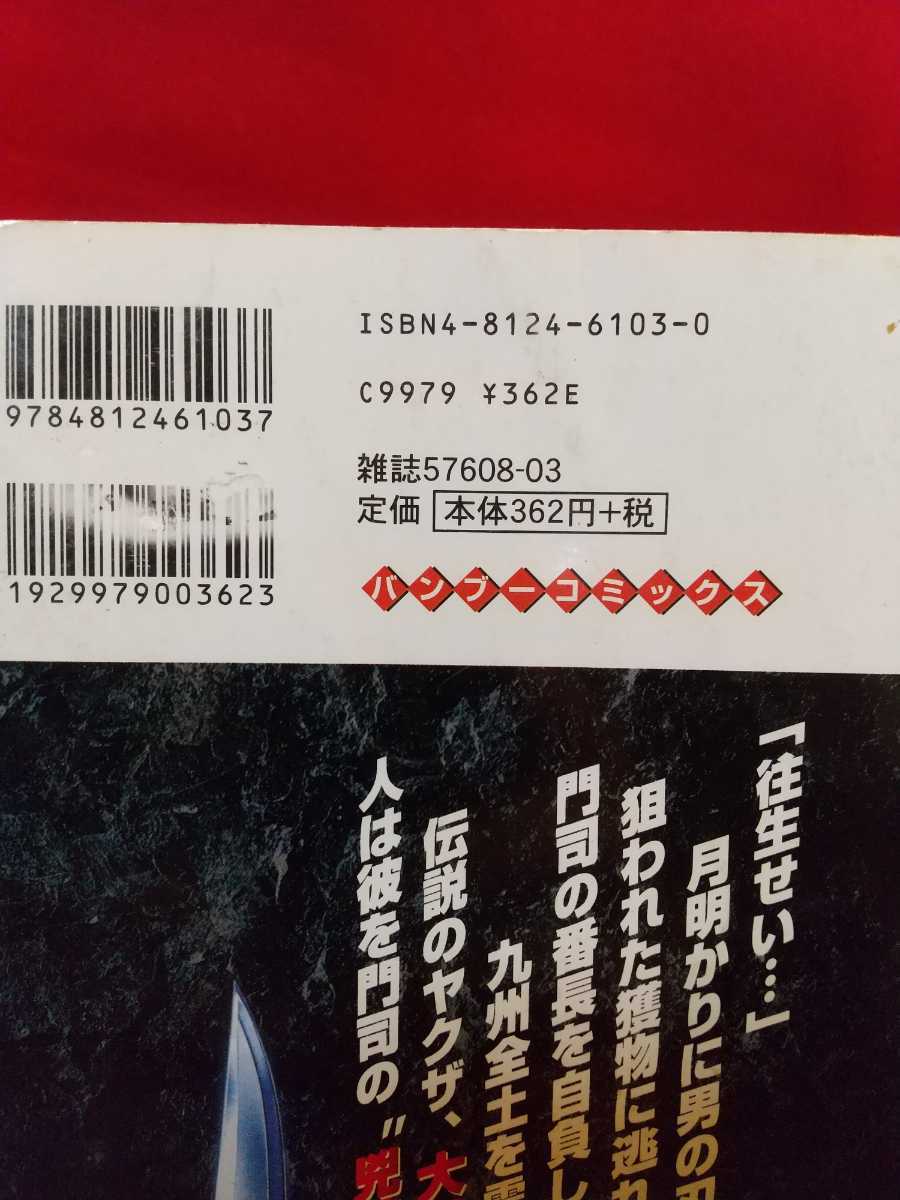 9784812461037
1929979003623
ISBN4-8124-6103-0
C9979 ¥362E
雑誌57608-03
定価 本体362円+税
バンブーコミックス
「往生せい…」
月明かりに男の刃
狙われた獲物に逃れ
門司の番長を自負し
九州全土を震
伝説のヤクザ、大
人は彼を門司の〝兇